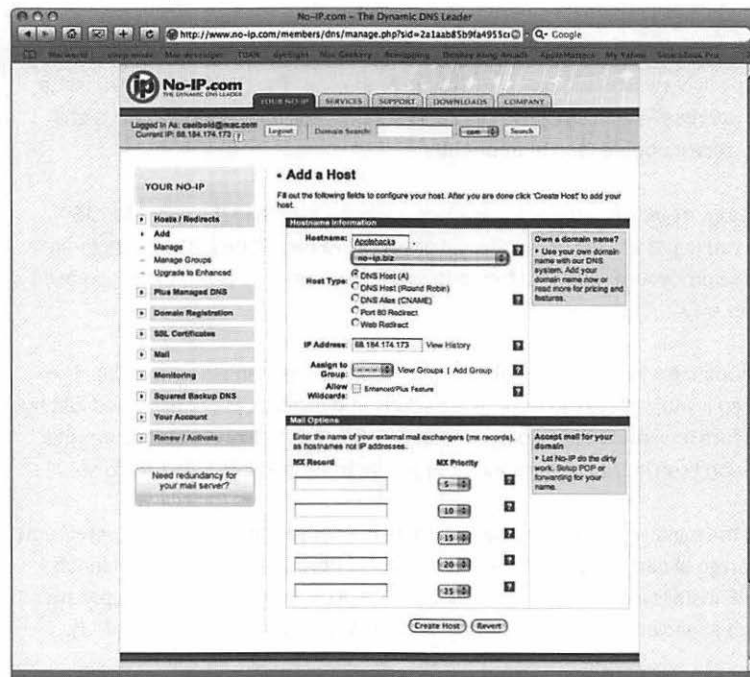 No-IP.com – The Dynamic DNS Leader
http://www.no-ip.com/members/dns/manage.php?sid=2a1aab85b9fa4955cc
Google
No-IP.com
THE DYNAMIC DNS LEADER
YOUR NO-IP
SERVICES
SUPPORT
DOWNLOADS
COMPANY
Logged In As: cseibold@mac.com
Current IP: 68.184.174.173
Logout
Domain Search:
com
Search
YOUR NO-IP
Hosts / Redirects
Add
Manage
Manage Groups
Upgrade to Enhanced
Plus Managed DNS
Domain Registration
SSL Certificates
Mail
Monitoring
Squared Backup DNS
Your Account
Renew / Activate
Need redundancy for
your mail server?
Add a Host
Fill out the following fields to configure your host. After you are done click 'Create Host' to add your
host.
Hostname Information
Hostname: Applehacks
no-ip.biz
Host Type: DNS Host (A)
DNS Host (Round Robin)
DNS Alias (CNAME)
Port 80 Redirect
Web Redirect
IP Address: 68.184.174.173 View History
Assign to
Group: View Groups | Add Group
Allow
Wildcards: Enhanced/Plus Feature
Own a domain name?
Use your own domain
name with our DNS
system. Add your
domain name now or
read more for pricing and
features.
Mail Options
Enter the name of your external mail exchangers (mx records),
as hostnames not IP addresses.
MX Record MX Priority
5
10
15
20
25
Accept mail for your
domain
Let No-IP do the dirty
work. Setup POP or
forwarding for your
name.
Create Host
Revert